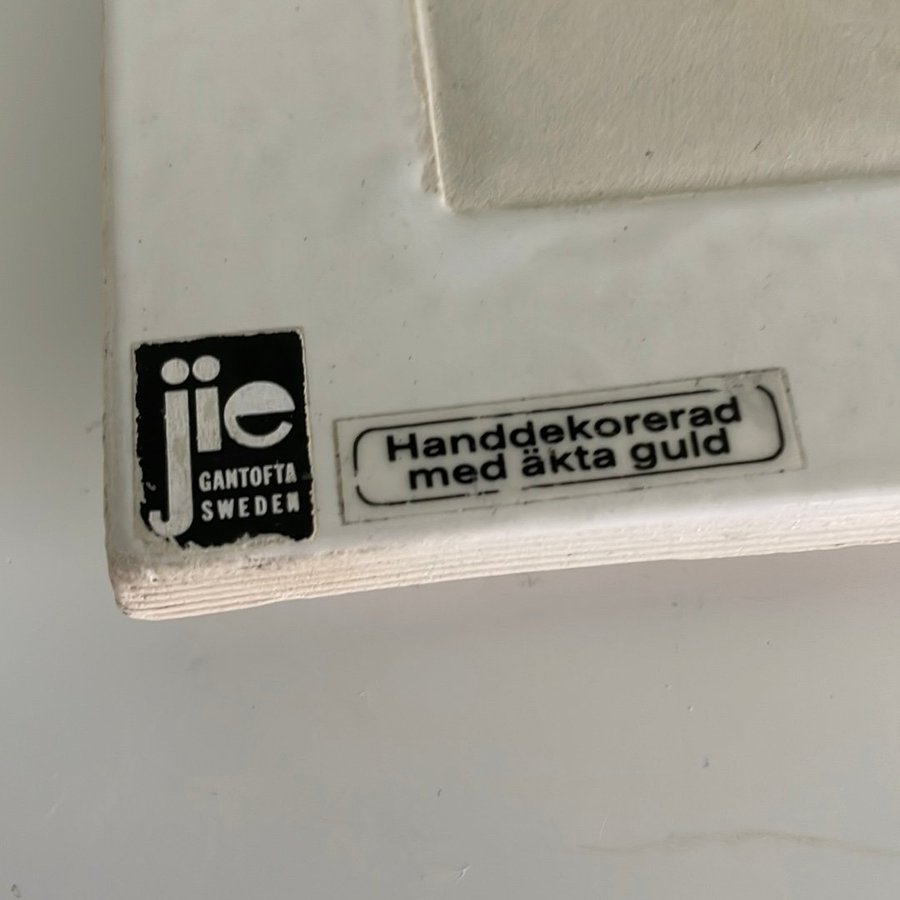 jie
GANTOFTA
SWEDEN
Handdekorerad
med äkta guld